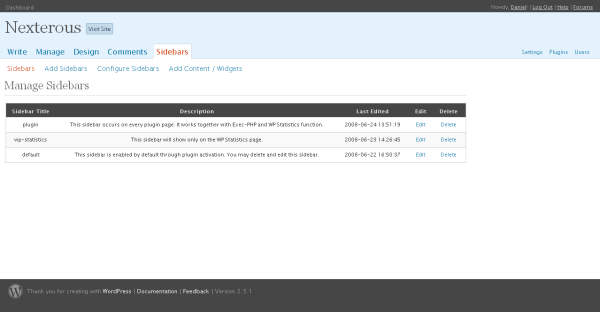 Dashboard
Howdy, Daniel! | Log Out | Help | Forums
Nexterous Visit Site
Write Manage Design Comments Sidebars Settings Plugins Users
Sidebars Add Sidebars Configure Sidebars Add Content / Widgets
Manage Sidebars
Sidebar Title Description Last Edited Edit Delete
plugin This sidebar occurs on every plugin page. It works together with Exec-PHP and WP Statistics function. 2008-06-24 13:51:19 Edit Delete
wp-statistics This sidebar will show only on the WP Statistics page. 2008-06-23 14:26:45 Edit Delete
default This sidebar is enabled by default through plugin activation. You may delete and edit this sidebar. 2008-06-22 16:50:37 Edit Delete
Thank you for creating with WordPress | Documentation | Feedback | Version 2.5.1